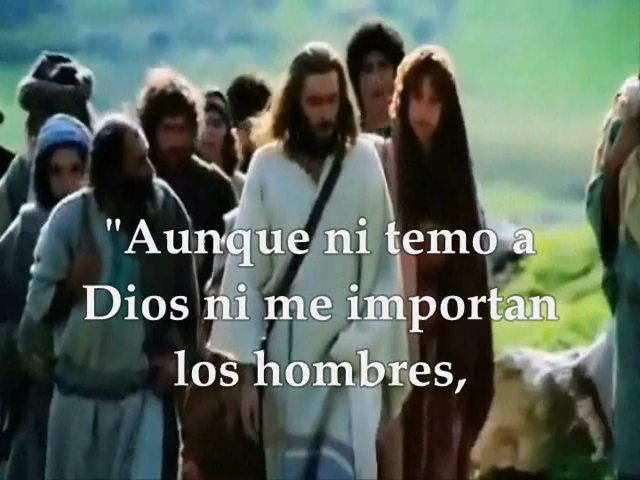 "Aunque ni temo a
Dios ni me importan
los hombres,